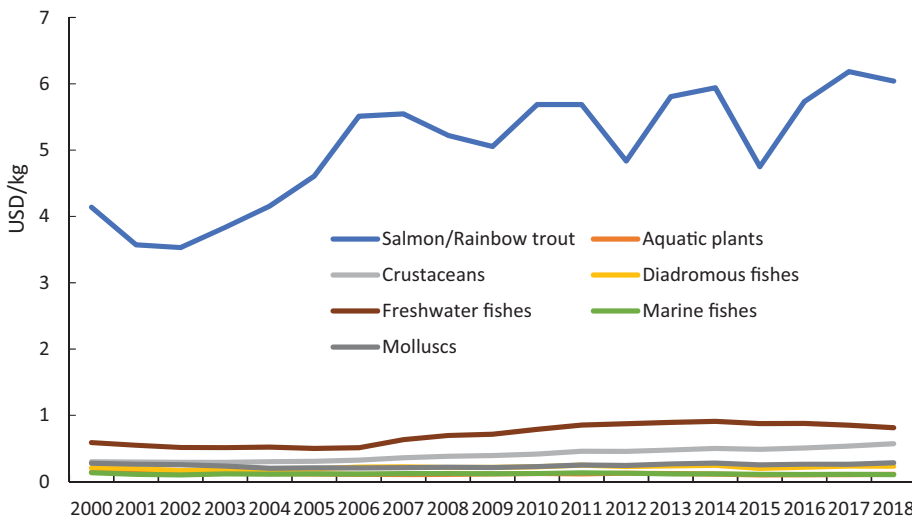 7
6
5
4
3
2
1
0
USD/kg
Salmon/Rainbow trout Aquatic plants
Crustaceans Diadromous fishes
Freshwater fishes Marine fishes
Molluscs
2000 2001 2002 2003 2004 2005 2006 2007 2008 2009 2010 2011 2012 2013 2014 2015 2016 2017 2018